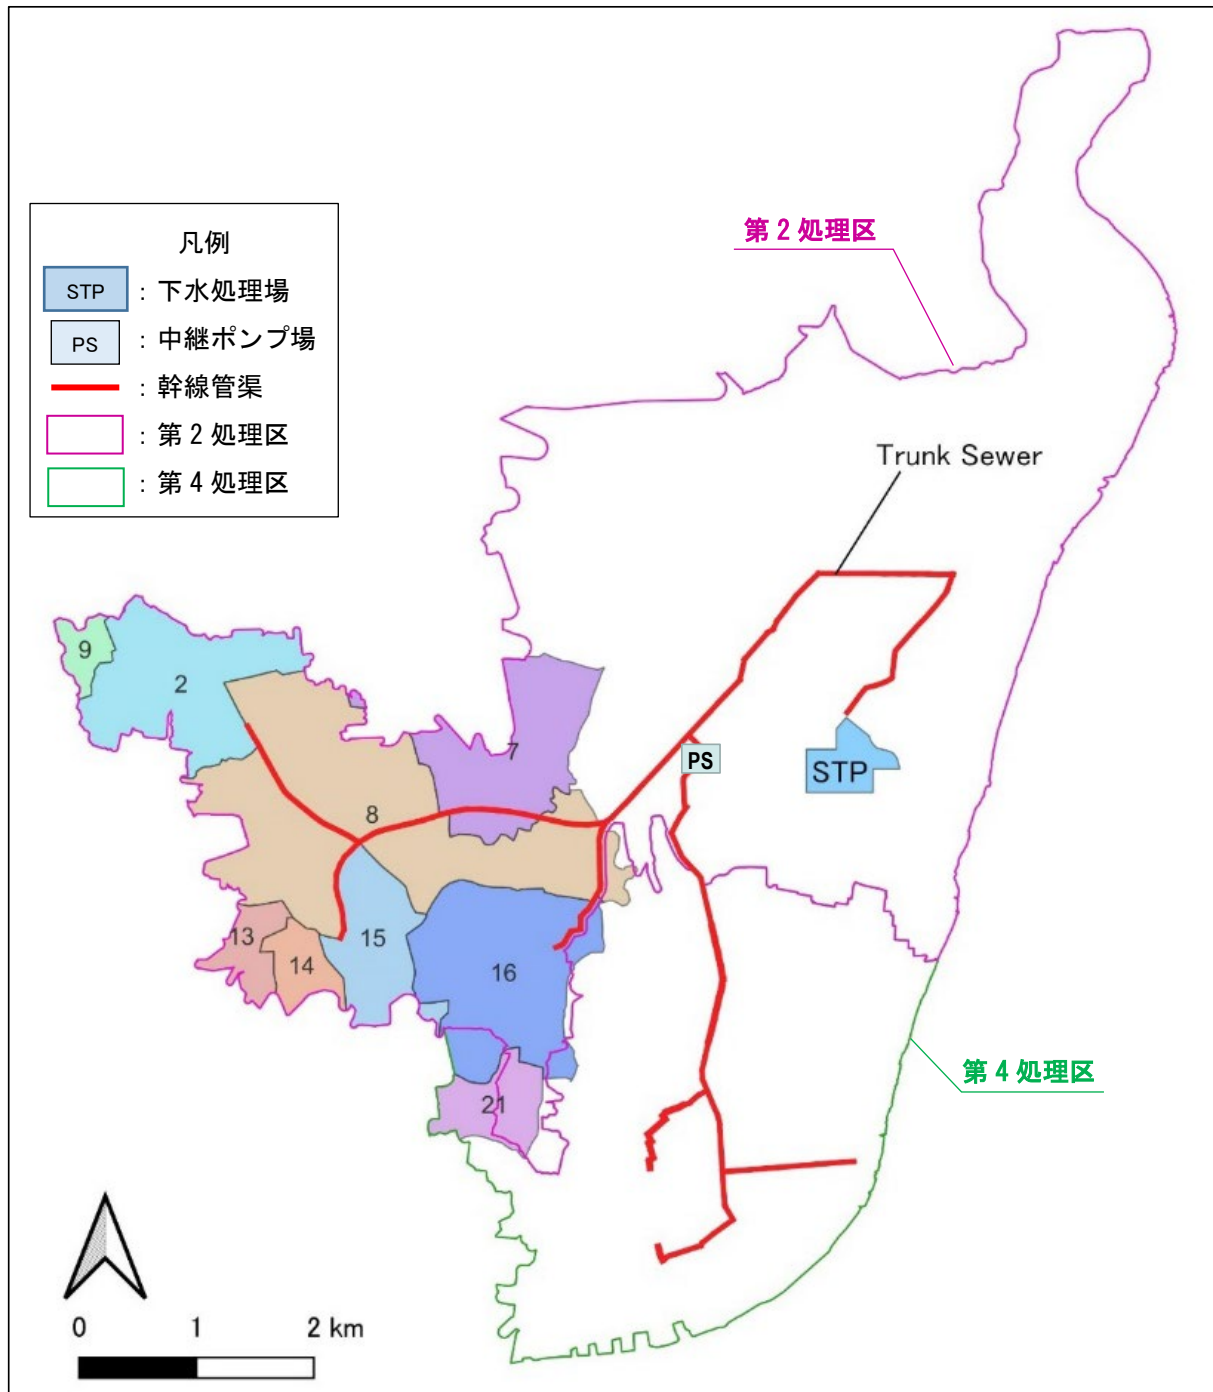 第2処理区
凡例
STP : 下水処理場
PS : 中継ポンプ場
: 幹線管渠
: 第2処理区
: 第4処理区
Trunk Sewer
9
2
7
PS
STP
8
13
15
14
16
第4処理区
21
0 1 2 km